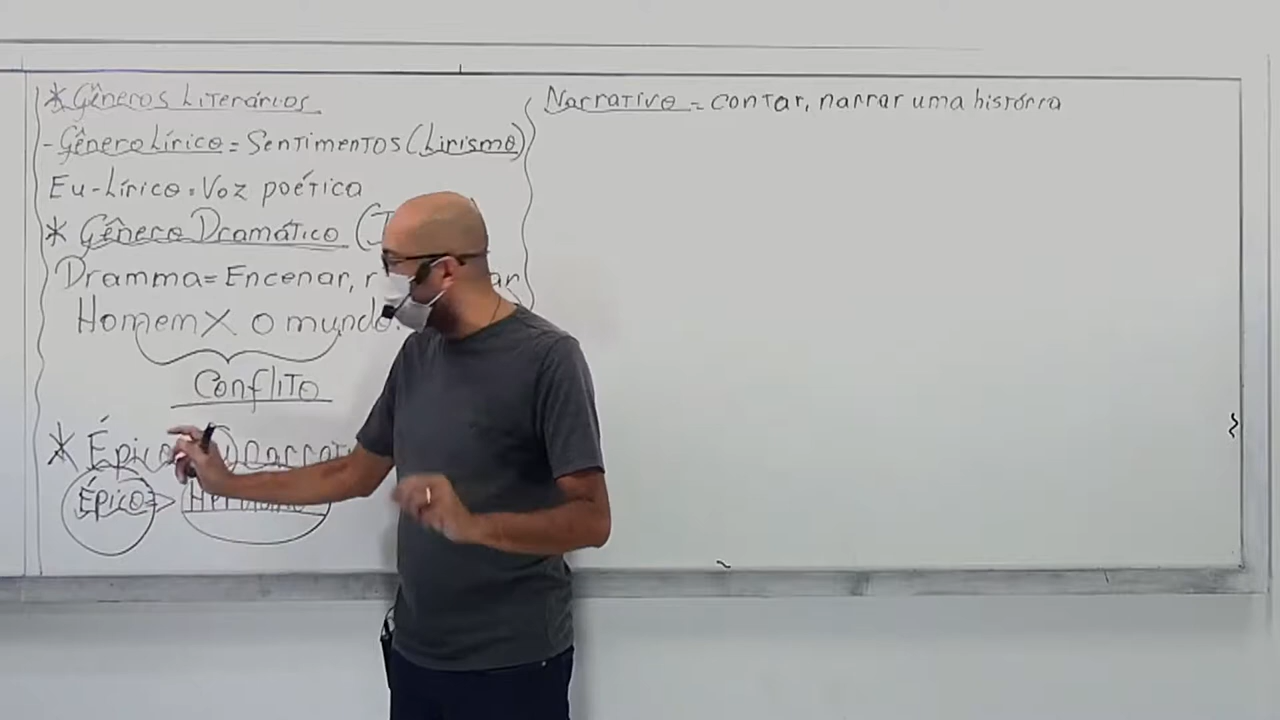 * Gêneros Literários
- Gênero Lírico = Sentimentos (Lirismo)
Eu-Lírico = Voz poética
* Gênero Dramático (
Dramma = Encenar, r
Homem X o mundo.
Conflito
* Épico
Épico =>
Narrativo = contar, narrar uma história